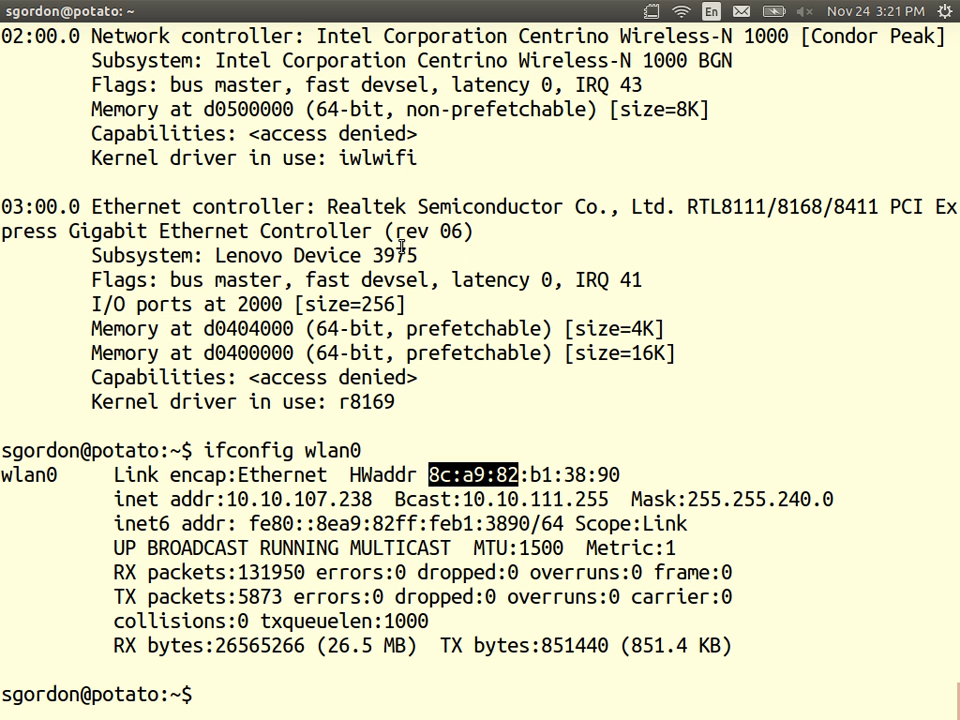 sgordon@potato: ~ En Nov 24 3:21 PM
02:00.0 Network controller: Intel Corporation Centrino Wireless-N 1000 [Condor Peak]
Subsystem: Intel Corporation Centrino Wireless-N 1000 BGN
Flags: bus master, fast devsel, latency 0, IRQ 43
Memory at d0500000 (64-bit, non-prefetchable) [size=8K]
Capabilities: <access denied>
Kernel driver in use: iwlwifi
03:00.0 Ethernet controller: Realtek Semiconductor Co., Ltd. RTL8111/8168/8411 PCI Ex
press Gigabit Ethernet Controller (rev 06)
Subsystem: Lenovo Device 3975
Flags: bus master, fast devsel, latency 0, IRQ 41
I/O ports at 2000 [size=256]
Memory at d0404000 (64-bit, prefetchable) [size=4K]
Memory at d0400000 (64-bit, prefetchable) [size=16K]
Capabilities: <access denied>
Kernel driver in use: r8169
sgordon@potato:~$ ifconfig wlan0
wlan0 Link encap:Ethernet HWaddr 8c:a9:82:b1:38:90
inet addr:10.10.107.238 Bcast:10.10.111.255 Mask:255.255.240.0
inet6 addr: fe80::8ea9:82ff:feb1:3890/64 Scope:Link
UP BROADCAST RUNNING MULTICAST MTU:1500 Metric:1
RX packets:131950 errors:0 dropped:0 overruns:0 frame:0
TX packets:5873 errors:0 dropped:0 overruns:0 carrier:0
collisions:0 txqueuelen:1000
RX bytes:26565266 (26.5 MB) TX bytes:851440 (851.4 KB)
sgordon@potato:~$